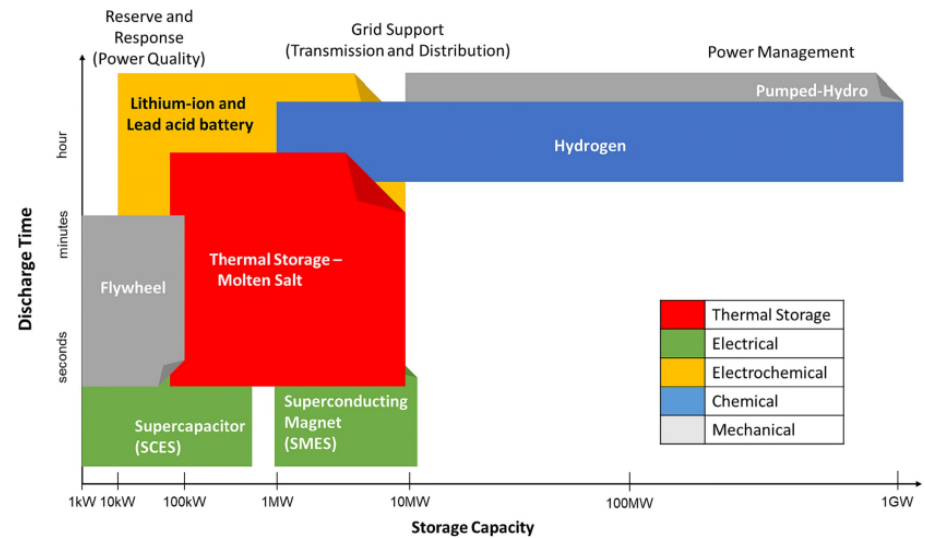 Reserve and
Response
(Power Quality)
Grid Support
(Transmission and Distribution)
Power Management
Pumped-Hydro
Lithium-ion and
Lead acid battery
Hydrogen
hour
minutes
seconds
Discharge Time
Thermal Storage –
Molten Salt
Flywheel
Thermal Storage
Electrical
Electrochemical
Chemical
Mechanical
Supercapacitor
(SCES)
Superconducting
Magnet
(SMES)
1kW 10kW 100kW 1MW 10MW 100MW 1GW
Storage Capacity